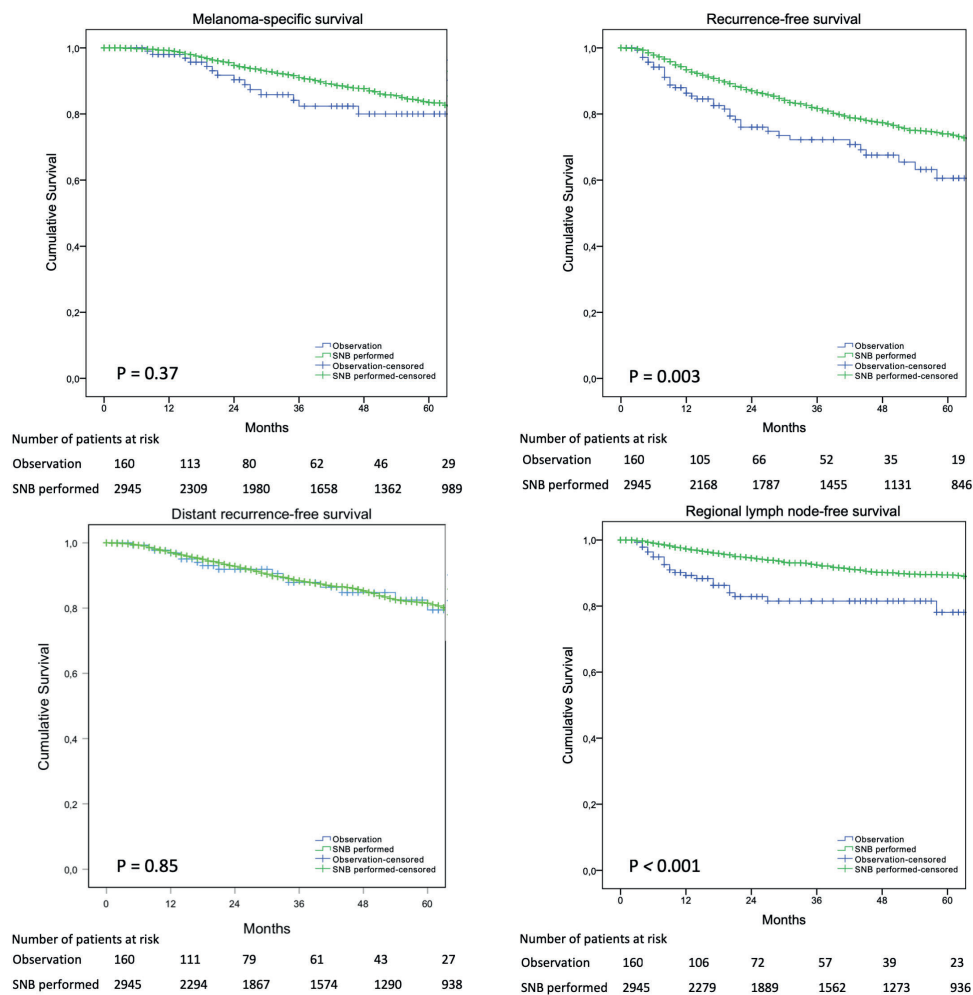 Melanoma-specific survival
1,0
0,8
0,6
0,4
0,2
0,0
Cumulative Survival
Observation
SNB performed
Observation-censored
SNB performed-censored
P = 0.37
0 12 24 36 48 60
Months
Number of patients at risk
Observation 160 113 80 62 46 29
SNB performed 2945 2309 1980 1658 1362 989
Recurrence-free survival
1,0
0,8
0,6
0,4
0,2
0,0
Cumulative Survival
Observation
SNB performed
Observation-censored
SNB performed-censored
P = 0.003
0 12 24 36 48 60
Months
Number of patients at risk
Observation 160 105 66 52 35 19
SNB performed 2945 2168 1787 1455 1131 846
Distant recurrence-free survival
1,0
0,8
0,6
0,4
0,2
0,0
Cumulative Survival
Observation
SNB performed
Observation-censored
SNB performed-censored
P = 0.85
0 12 24 36 48 60
Months
Number of patients at risk
Observation 160 111 79 61 43 27
SNB performed 2945 2294 1867 1574 1290 938
Regional lymph node-free survival
1,0
0,8
0,6
0,4
0,2
0,0
Cumulative Survival
Observation
SNB performed
Observation-censored
SNB performed-censored
P < 0.001
0 12 24 36 48 60
Months
Number of patients at risk
Observation 160 106 72 57 39 23
SNB performed 2945 2279 1889 1562 1273 936